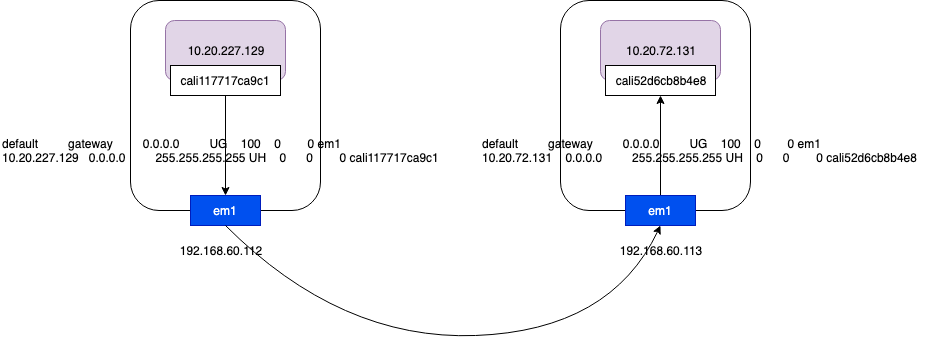 10.20.227.129
cali117717ca9c1
default gateway 0.0.0.0 UG 100 0 0 em1
10.20.227.129 0.0.0.0 255.255.255.255 UH 0 0 0 cali117717ca9c1
em1
192.168.60.112
10.20.72.131
cali52d6cb8b4e8
default gateway 0.0.0.0 UG 100 0 0 em1
10.20.72.131 0.0.0.0 255.255.255.255 UH 0 0 0 cali52d6cb8b4e8
em1
192.168.60.113